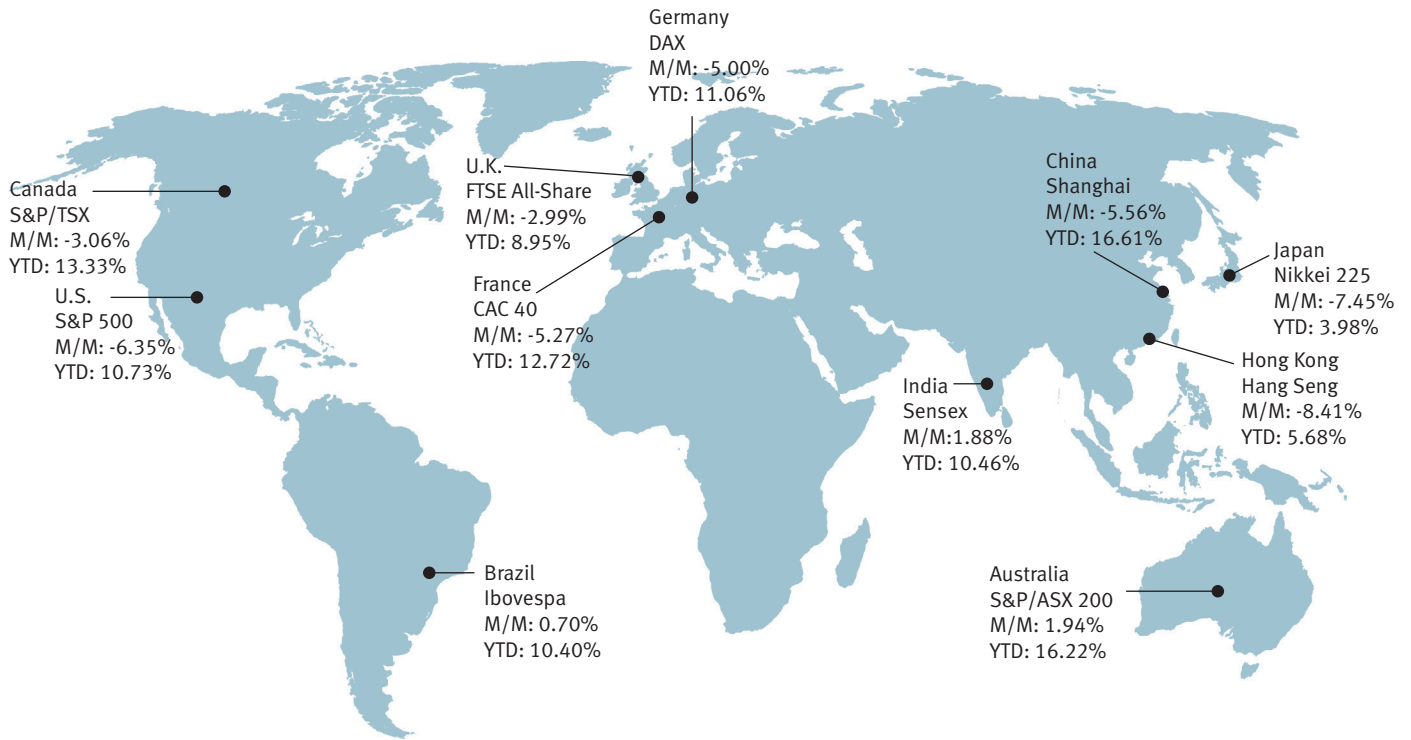 Germany
DAX
M/M: -5.00%
YTD: 11.06%
Canada
S&P/TSX
M/M: -3.06%
YTD: 13.33%
U.S.
S&P 500
M/M: -6.35%
YTD: 10.73%
U.K.
FTSE All-Share
M/M: -2.99%
YTD: 8.95%
France
CAC 40
M/M: -5.27%
YTD: 12.72%
China
Shanghai
M/M: -5.56%
YTD: 16.61%
Japan
Nikkei 225
M/M: -7.45%
YTD: 3.98%
Hong Kong
Hang Seng
M/M: -8.41%
YTD: 5.68%
India
Sensex
M/M:1.88%
YTD: 10.46%
Brazil
Ibovespa
M/M: 0.70%
YTD: 10.40%
Australia
S&P/ASX 200
M/M: 1.94%
YTD: 16.22%